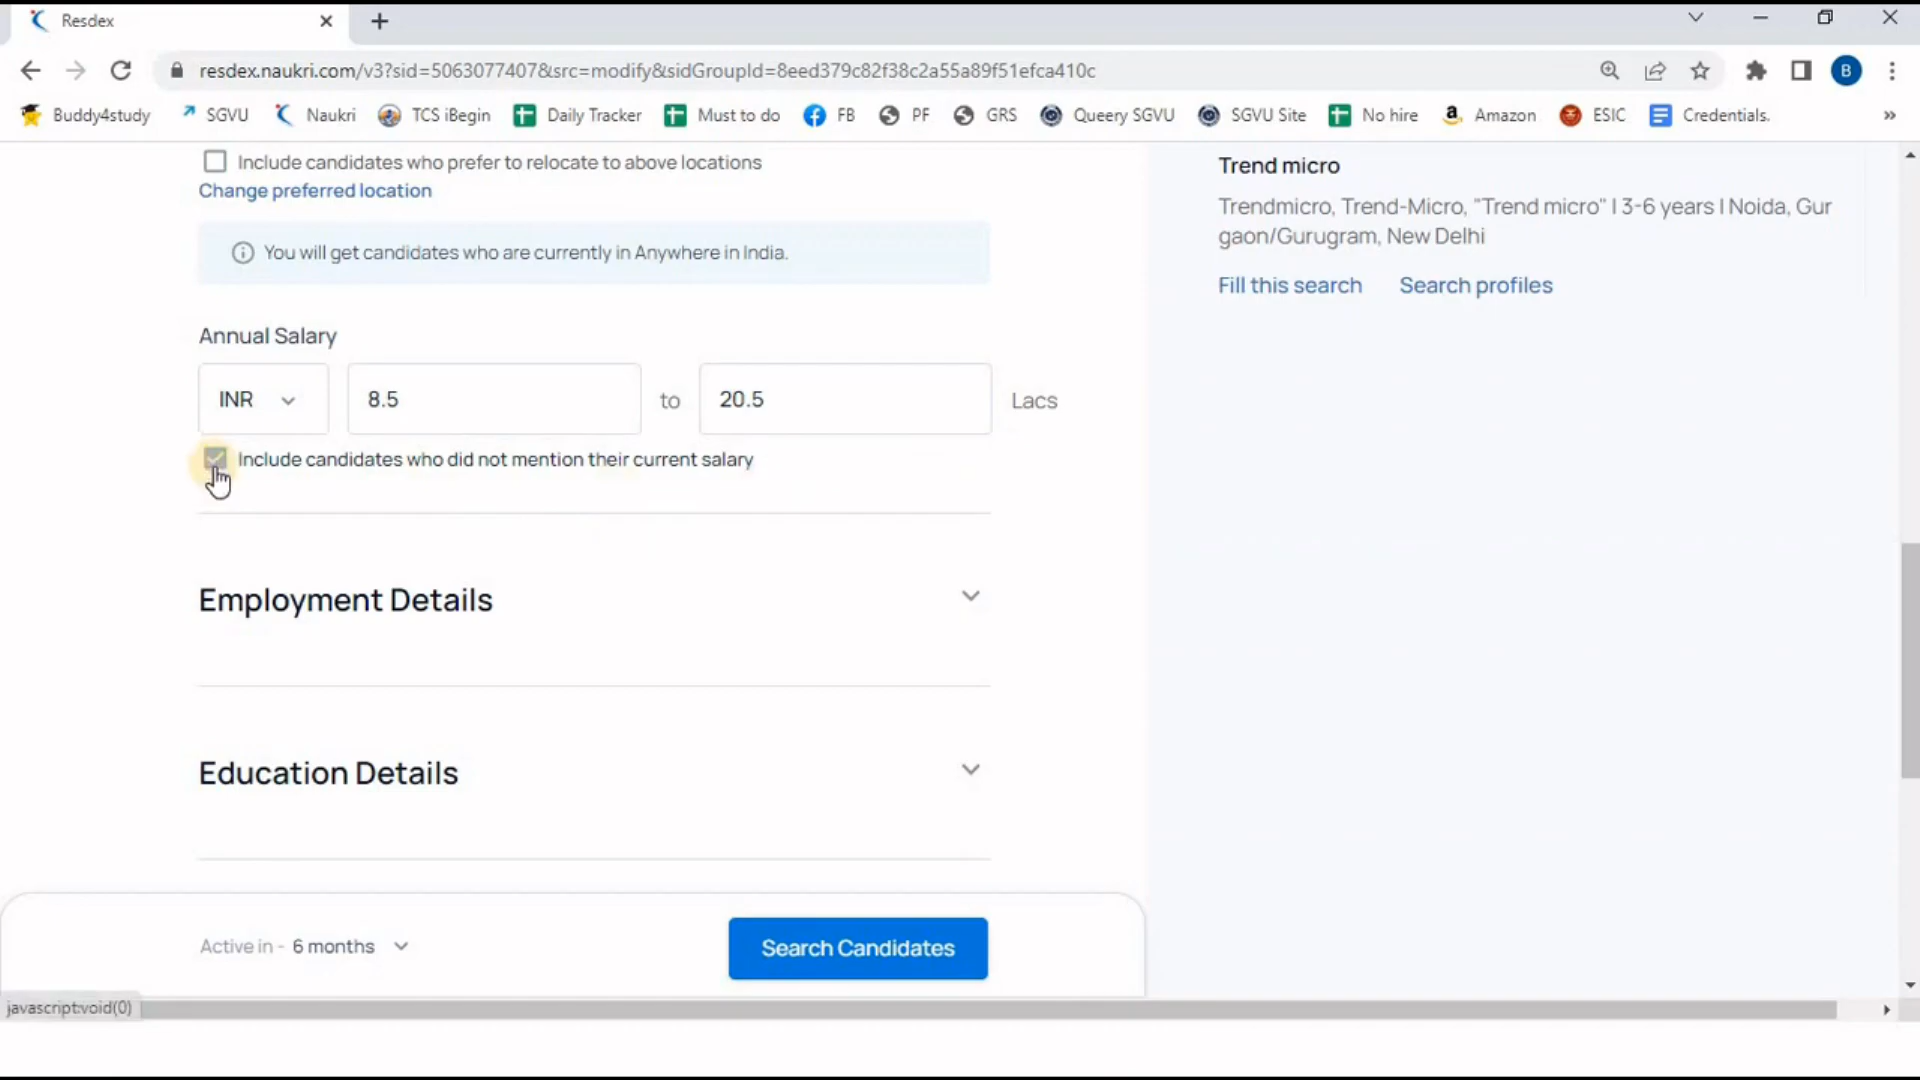 Resdex
resdex.naukri.com/v3?sid=5063077407&src=modify&sidGroupId=8eed379c82f38c2a55a89f51efca410c
B
Buddy4study SGVU Naukri TCS iBegin Daily Tracker Must to do FB PF GRS Queery SGVU SGVU Site No hire Amazon ESIC Credentials. »
Include candidates who prefer to relocate to above locations
Change preferred location
You will get candidates who are currently in Anywhere in India.
Annual Salary
INR 8.5 to 20.5 Lacs
Include candidates who did not mention their current salary
Employment Details
Education Details
Active in - 6 months
Search Candidates
javascript:void(0)
Trend micro
Trendmicro, Trend-Micro, "Trend micro" | 3-6 years | Noida, Gur
gaon/Gurugram, New Delhi
Fill this search Search profiles